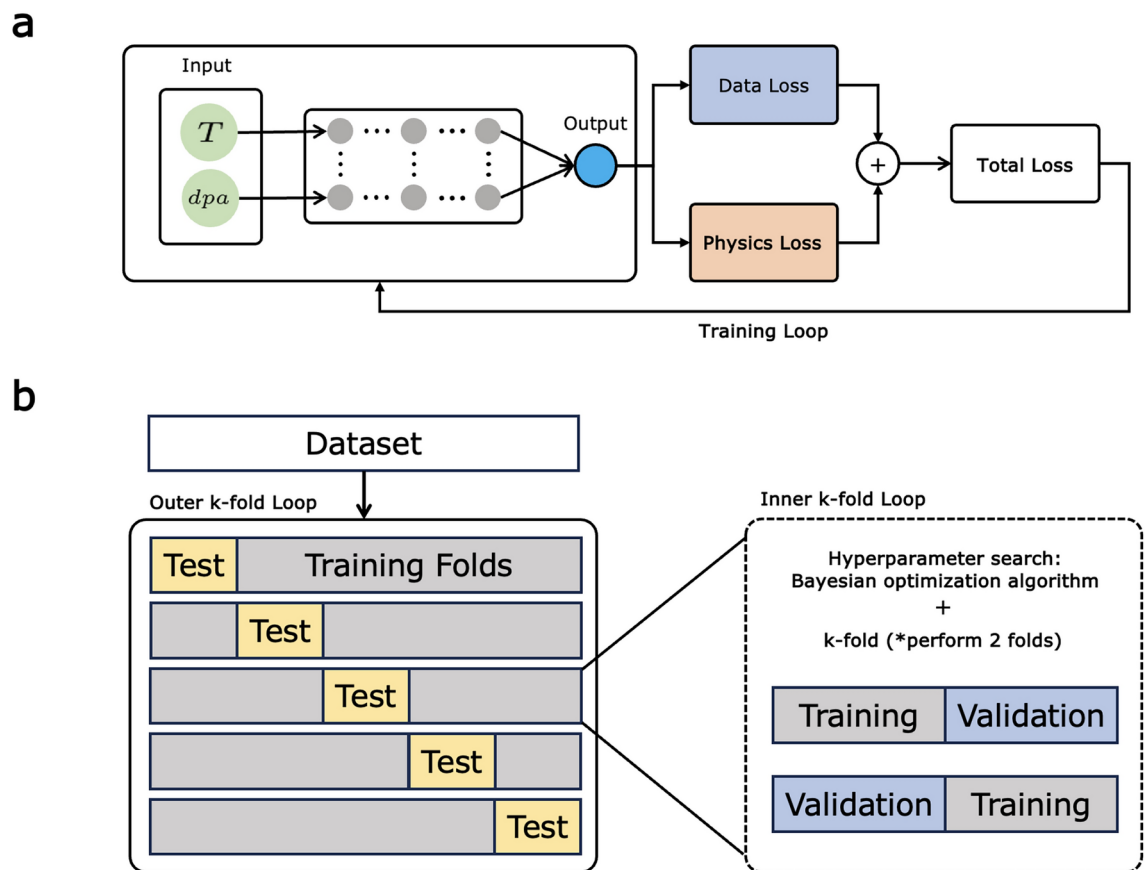 a
Input
T
dpa
Output
Data Loss
Physics Loss
+
Total Loss
Training Loop
b
Dataset
Outer k-fold Loop
Test
Training Folds
Test
Test
Test
Test
Inner k-fold Loop
Hyperparameter search:
Bayesian optimization algorithm
+
k-fold (*perform 2 folds)
Training
Validation
Validation
Training